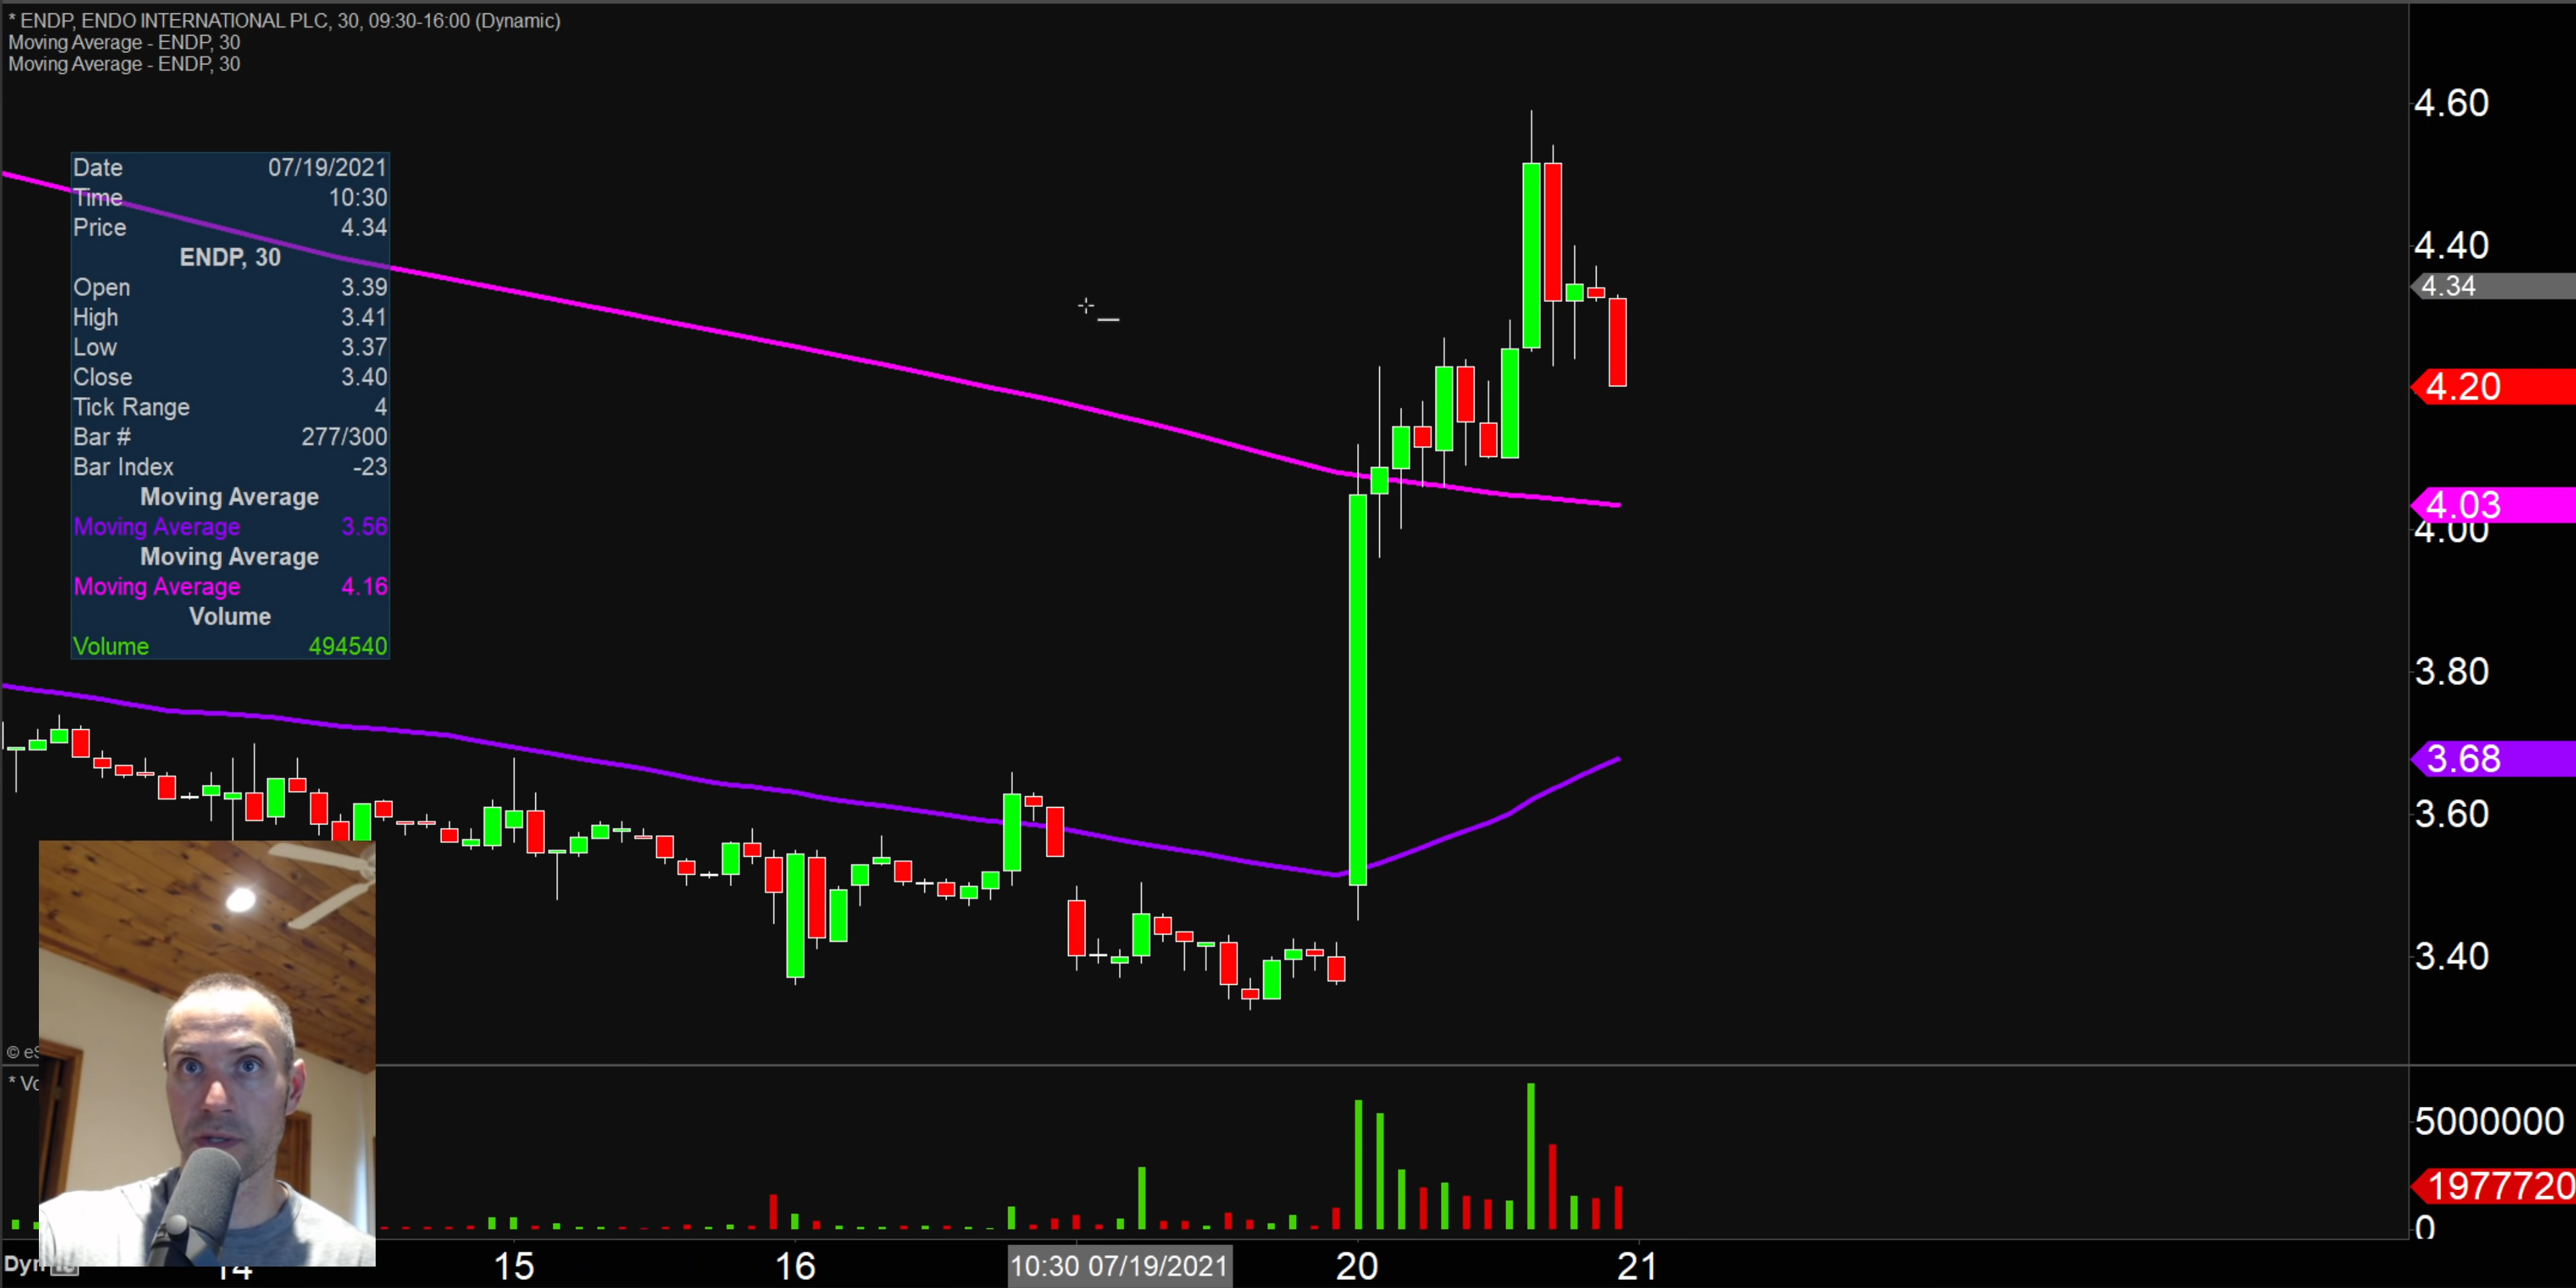 * ENDP, ENDO INTERNATIONAL PLC, 30, 09:30-16:00 (Dynamic)
Moving Average - ENDP, 30
Moving Average - ENDP, 30
Date 07/19/2021
Time 10:30
Price 4.34
ENDP, 30
Open 3.39
High 3.41
Low 3.37
Close 3.40
Tick Range 4
Bar # 277/300
Bar Index -23
Moving Average
Moving Average 3.56
Moving Average
Moving Average 4.16
Volume
Volume 494540
4.60
4.40
4.34
4.20
4.03
4.00
3.80
3.68
3.60
3.40
© eS
* Vo
5000000
1977720
0
Dyn 14 15 16 10:30 07/19/2021 20 21